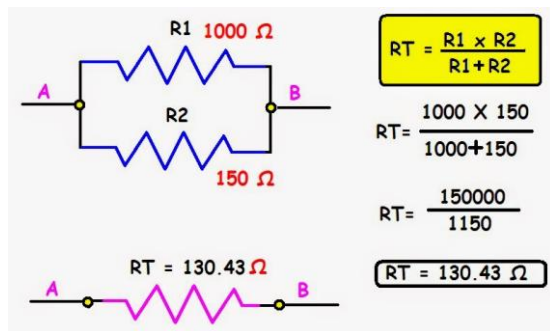 R1 1000 Ω
A
B
R2
150 Ω
RT = R1 x R2
R1+R2
RT= 1000 X 150
1000+150
RT= 150000
1150
RT = 130.43 Ω
A
B
RT = 130.43 Ω